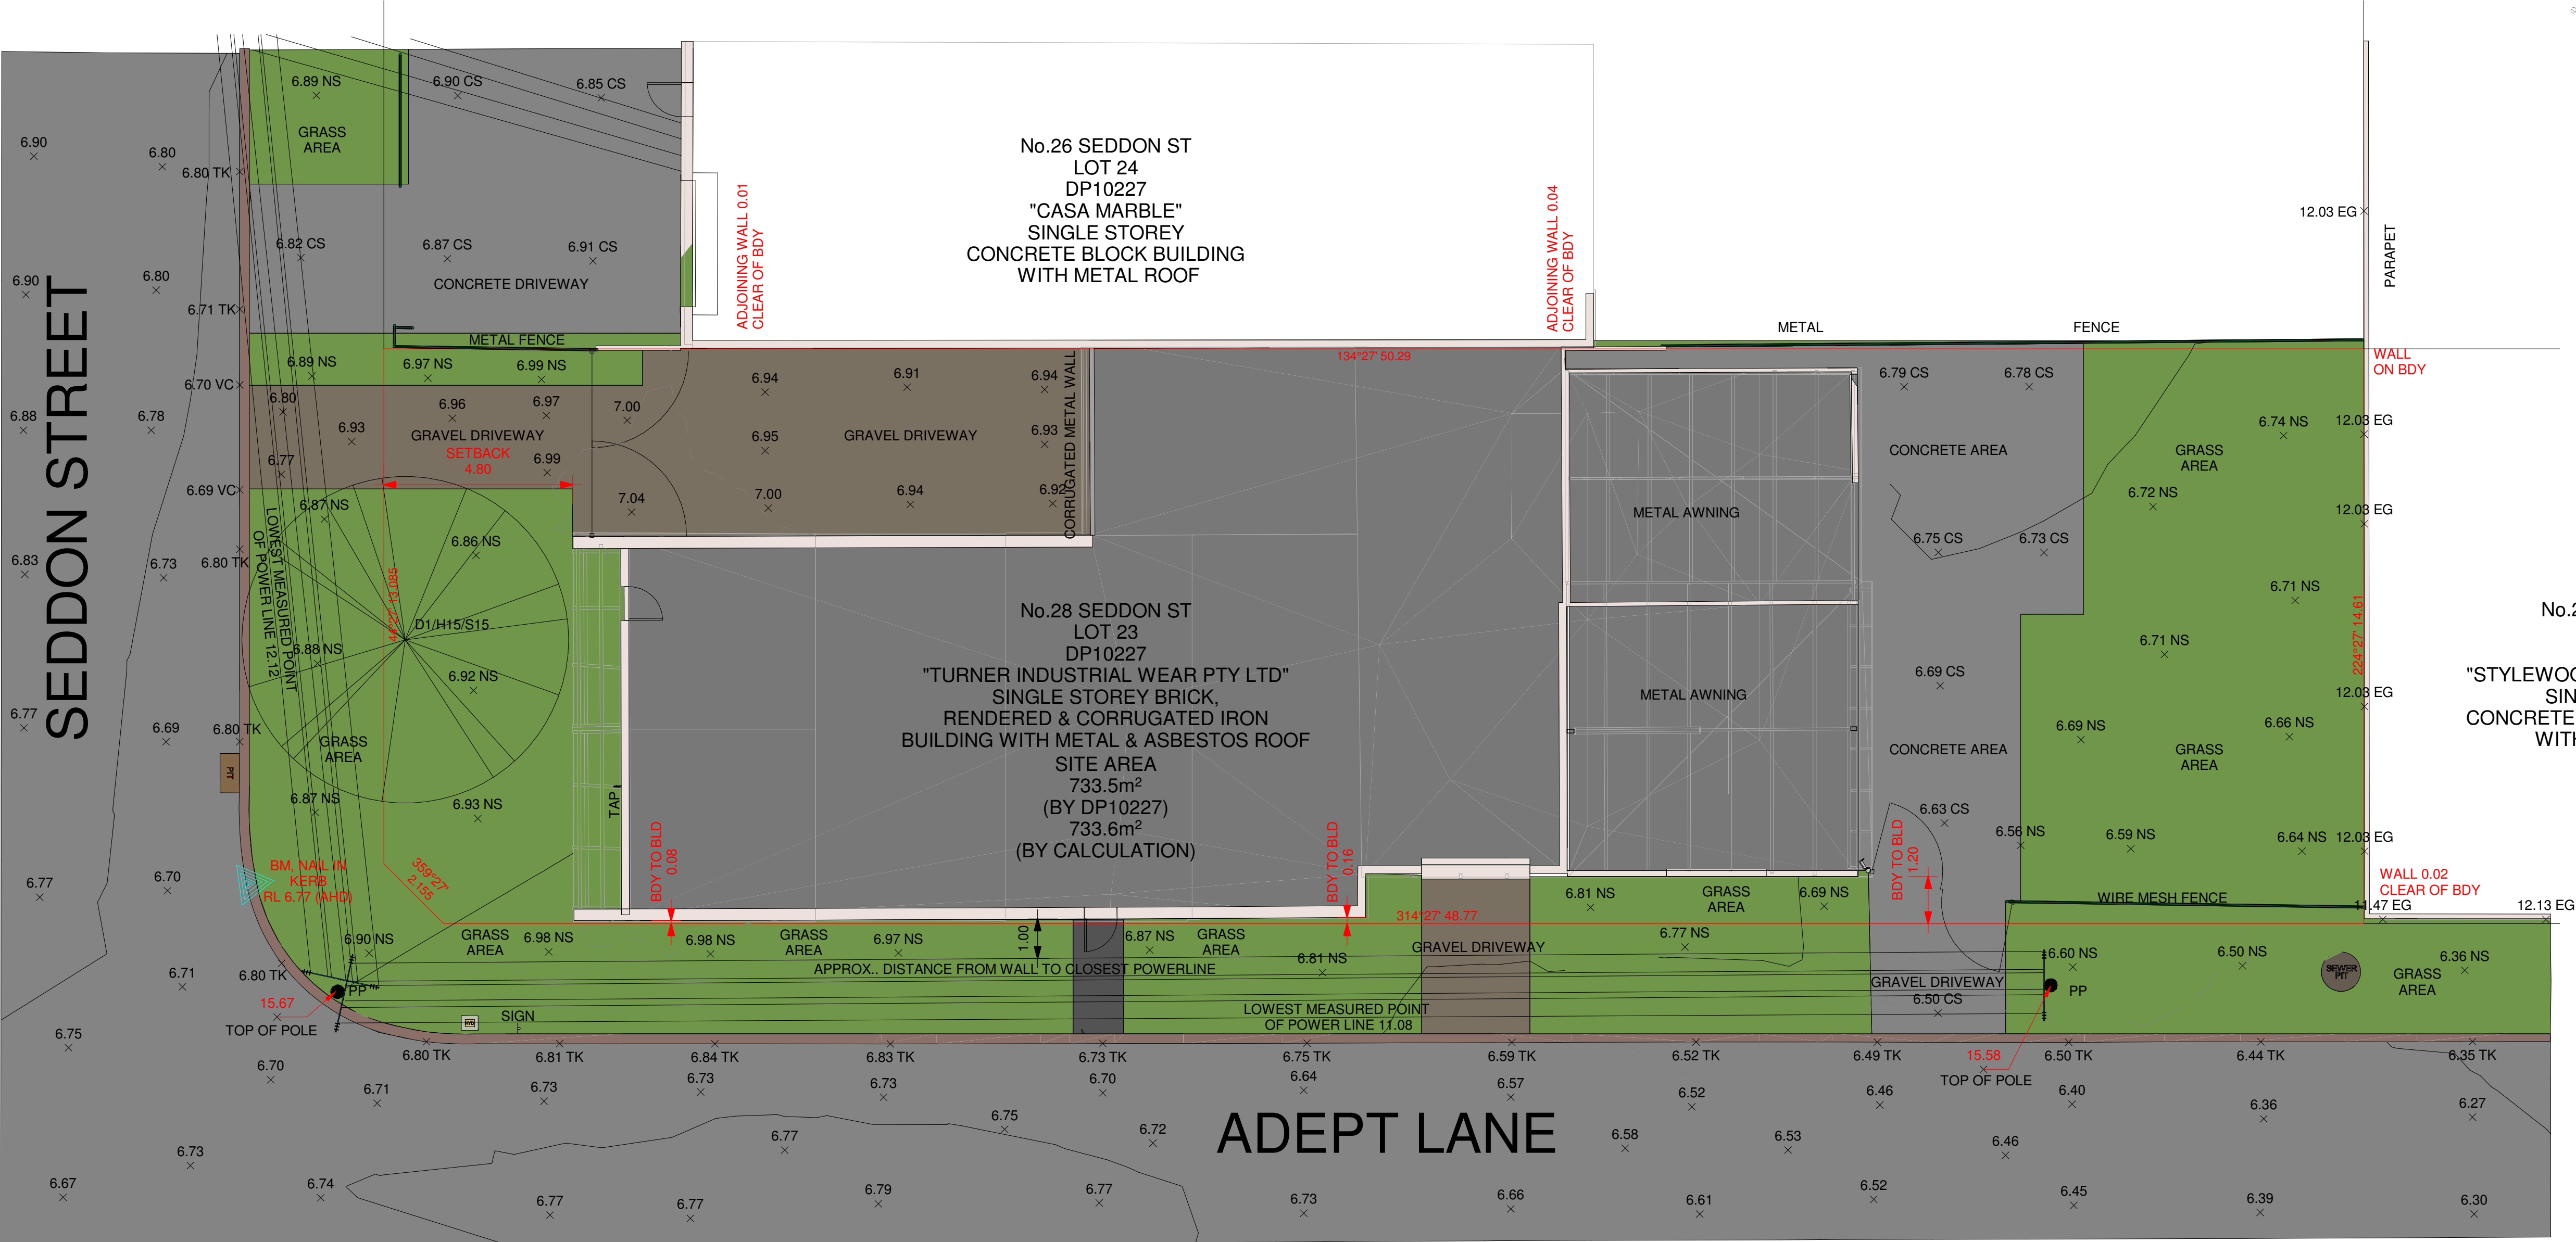 6.89 NS
GRASS
AREA
6.90 CS
6.85 CS
6.90
6.80
6.80 TK
6.82 CS
6.87 CS
6.91 CS
CONCRETE DRIVEWAY
6.90
6.80
6.71 TK
SEDDON STREET
ADJOINING WALL 0.01
CLEAR OF BDY
No.26 SEDDON ST
LOT 24
DP10227
"CASA MARBLE"
SINGLE STOREY
CONCRETE BLOCK BUILDING
WITH METAL ROOF
ADJOINING WALL 0.04
CLEAR OF BDY
12.03 EG
PARAPET
METAL FENCE
METAL
FENCE
134°27' 50.29
WALL
ON BDY
6.89 NS
6.97 NS
6.99 NS
6.70 VC
6.80
6.88
6.78
6.93
6.96
6.97
7.00
GRAVEL DRIVEWAY
SETBACK
4.80
6.77
6.99
6.69 VC
7.04
6.94
6.91
6.94
6.95
GRAVEL DRIVEWAY
6.93
7.00
6.94
6.92
CORRUGATED METAL WALL
6.79 CS
6.78 CS
CONCRETE AREA
METAL AWNING
6.75 CS
6.73 CS
6.74 NS
12.03 EG
GRASS
AREA
6.72 NS
12.03 EG
6.71 NS
6.71 NS
224°27' 14.61
6.87 NS
6.86 NS
LOWEST MEASURED POINT
OF POWER LINE 12.12
6.83
6.73
6.80 TK
44°27' 13.085
D1/H15/S15
6.88 NS
6.92 NS
6.77
6.69
6.80 TK
GRASS
AREA
PIT
6.87 NS
6.93 NS
TAP
No.28 SEDDON ST
LOT 23
DP10227
"TURNER INDUSTRIAL WEAR PTY LTD"
SINGLE STOREY BRICK,
RENDERED & CORRUGATED IRON
BUILDING WITH METAL & ASBESTOS ROOF
SITE AREA
733.5m²
(BY DP10227)
733.6m²
(BY CALCULATION)
METAL AWNING
6.69 CS
CONCRETE AREA
6.63 CS
6.69 NS
6.66 NS
12.03 EG
GRASS
AREA
6.56 NS
6.59 NS
6.64 NS
12.03 EG
"STYLEWOO
CONCRETE
6.77
6.70
BM, NAIL IN
KERB
RL 6.77 (AHD)
359°27'
2.155
BDY TO BLD
0.08
BDY TO BLD
0.16
BDY TO BLD
1.20
WALL 0.02
CLEAR OF BDY
WIRE MESH FENCE
11.47 EG
12.13 EG
6.81 NS
GRASS
AREA
6.69 NS
314°27' 48.77
6.90 NS
GRASS
AREA
6.98 NS
6.98 NS
GRASS
AREA
6.97 NS
1.00
6.87 NS
GRASS
AREA
6.81 NS
GRAVEL DRIVEWAY
6.77 NS
6.60 NS
6.50 NS
6.36 NS
APPROX.. DISTANCE FROM WALL TO CLOSEST POWERLINE
6.71
6.80 TK
PP
15.67
TOP OF POLE
SIGN
LOWEST MEASURED POINT
OF POWER LINE 11.08
GRAVEL DRIVEWAY
6.50 CS
PP
SEWER
PIT
GRASS
AREA
6.75
6.70
6.80 TK
6.81 TK
6.84 TK
6.83 TK
6.73 TK
6.75 TK
6.59 TK
6.52 TK
6.49 TK
15.58
TOP OF POLE
6.50 TK
6.44 TK
6.35 TK
6.71
6.73
6.73
6.73
6.70
6.64
6.57
6.52
6.46
6.40
6.36
6.27
ADEPT LANE
6.73
6.77
6.75
6.72
6.58
6.53
6.46
6.67
6.74
6.77
6.77
6.79
6.77
6.73
6.66
6.61
6.52
6.45
6.39
6.30